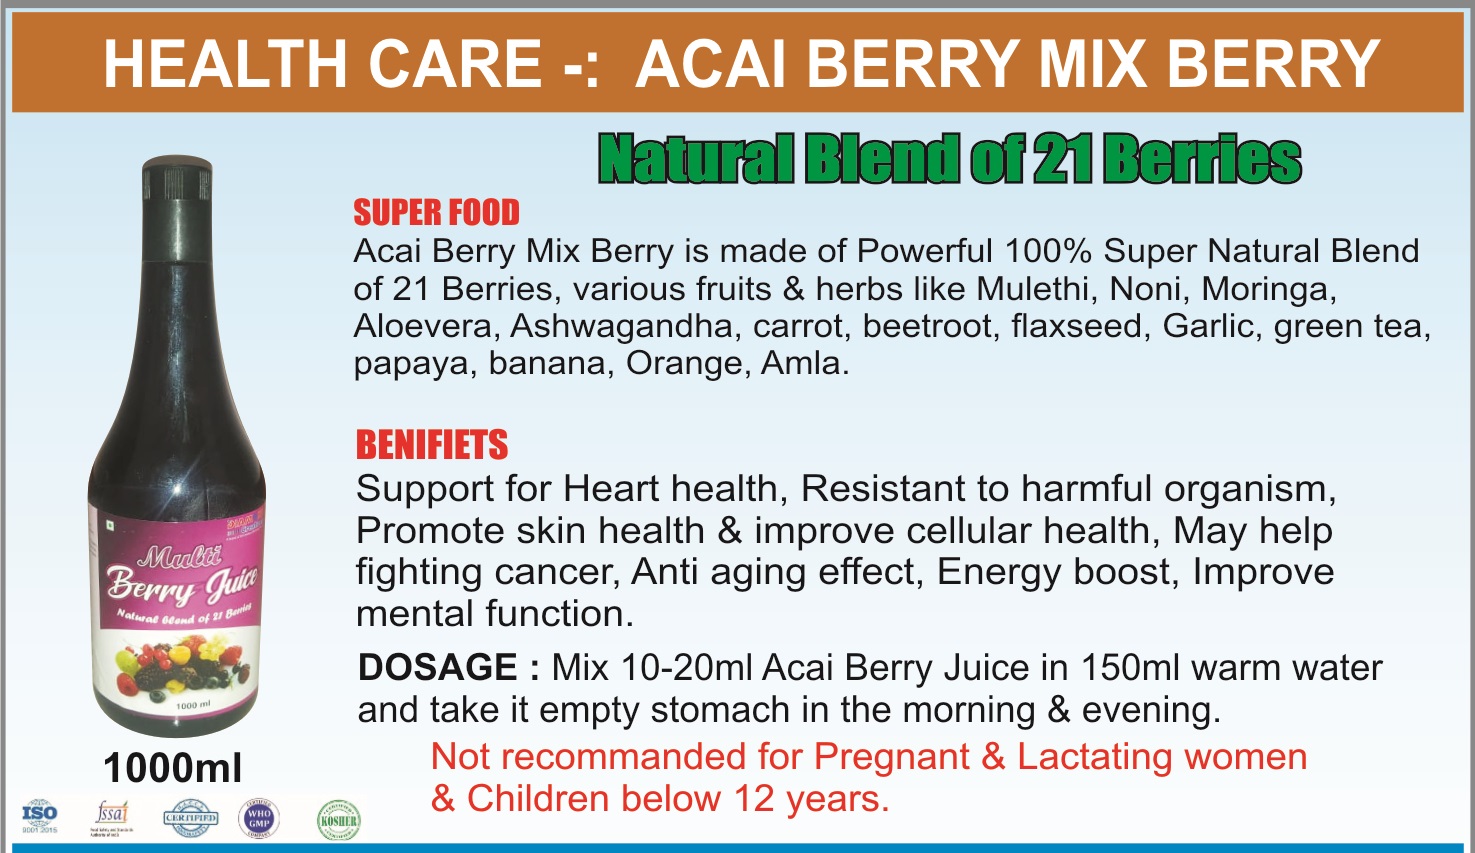 HEALTH CARE -: ACAI BERRY MIX BERRY
Natural Blend of 21 Berries
SUPER FOOD
Acai Berry Mix Berry is made of Powerful 100% Super Natural Blend
of 21 Berries, various fruits & herbs like Mulethi, Noni, Moringa,
Aloevera, Ashwagandha, carrot, beetroot, flaxseed, Garlic, green tea,
papaya, banana, Orange, Amla.
BENIFIETS
Support for Heart health, Resistant to harmful organism,
Promote skin health & improve cellular health, May help
fighting cancer, Anti aging effect, Energy boost, Improve
mental function.
DOSAGE : Mix 10-20ml Acai Berry Juice in 150ml warm water
and take it empty stomach in the morning & evening.
Not recommanded for Pregnant & Lactating women
& Children below 12 years.
Multi
Berry Juice
Natural blend of 21 Berries
1000 ml
1000ml
ISO
9001:2015
fssai
CERTIFIED
CERTIFIED
WHO
GMP
COMPANY
KOSHER